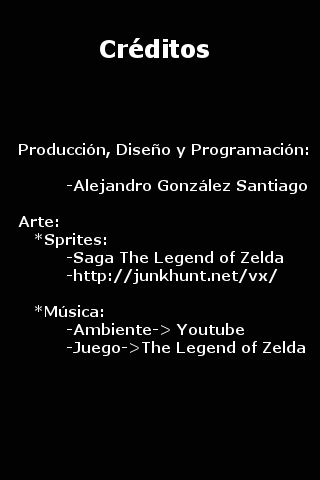 Créditos
Producción, Diseño y Programación:
-Alejandro González Santiago
Arte:
*Sprites:
-Saga The Legend of Zelda
-http://junkhunt.net/vx/
*Música:
-Ambiente-> Youtube
-Juego->The Legend of Zelda